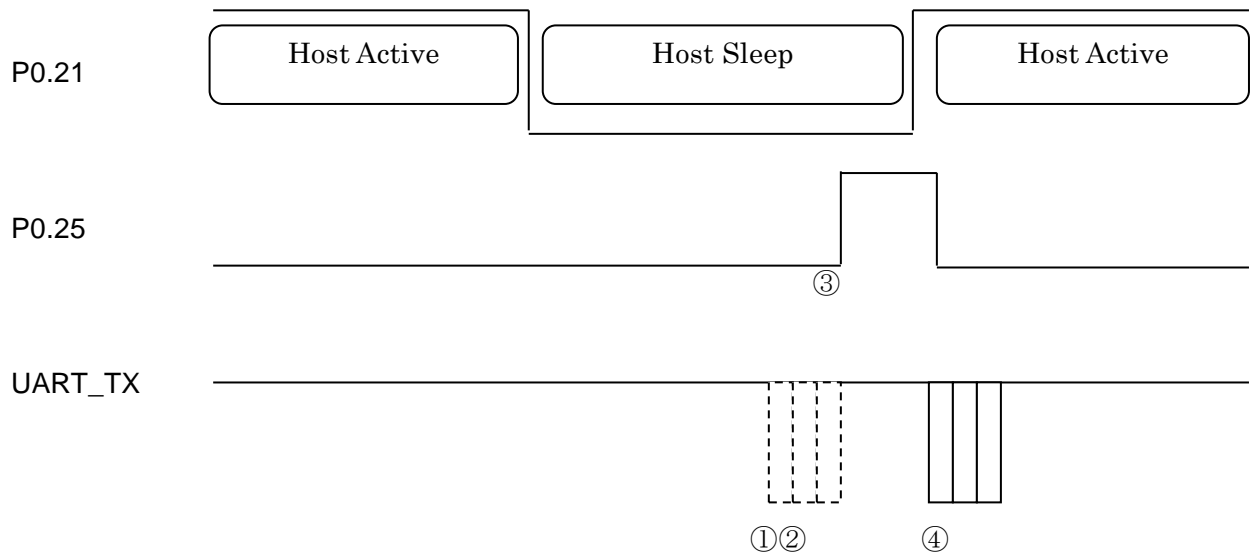 Host Active Host Sleep Host Active
P0.21
P0.25
③
UART_TX
①② ④